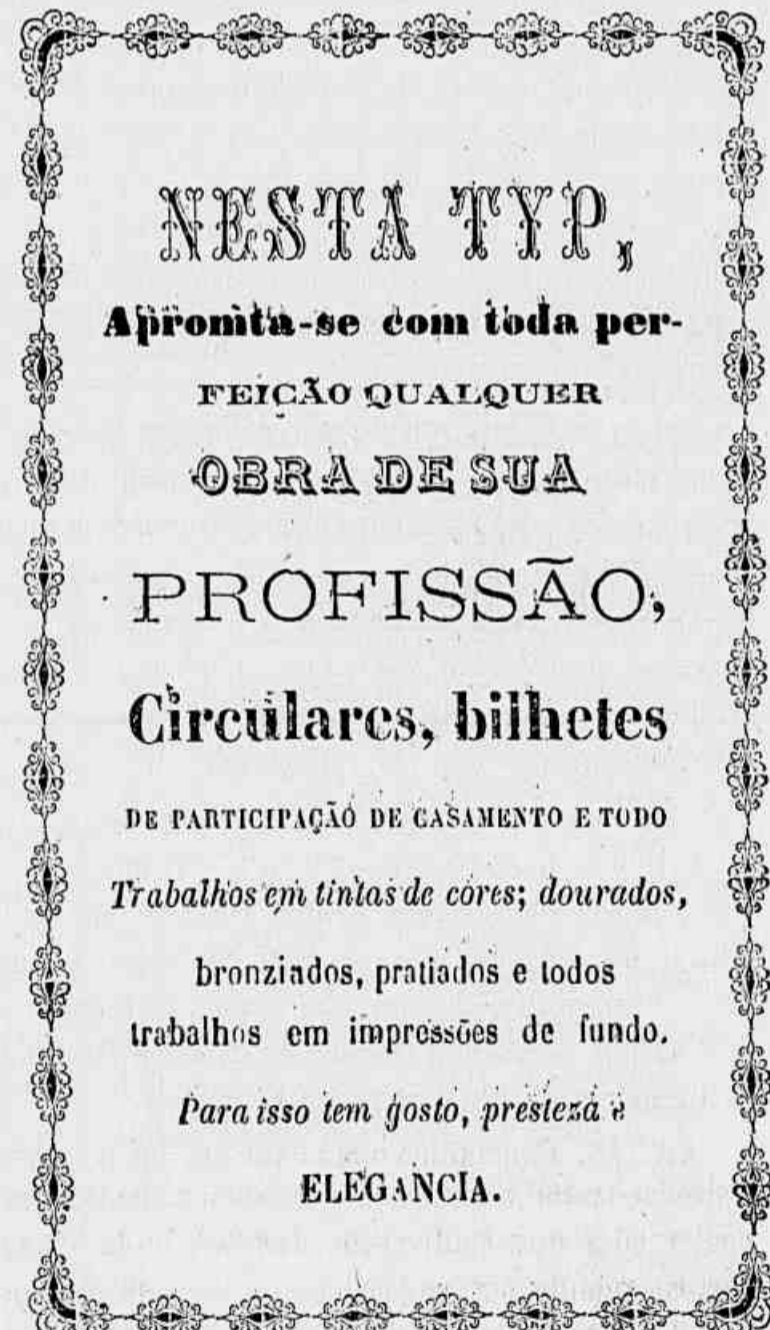 NESTA TYP,
Apromta-se com toda per-
FEIÇÃO QUALQUER
OBRA DE SUA
PROFISSÃO,
Circulares, bilhetes
DE PARTICIPAÇÃO DE CASAMENTO E TODO
Trabalhos em tintas de cores; dourados,
bronziados, pratiados e todos
trabalhos em impressões de fundo.
Para isso tem gosto, presteza e
ELEGANCIA.